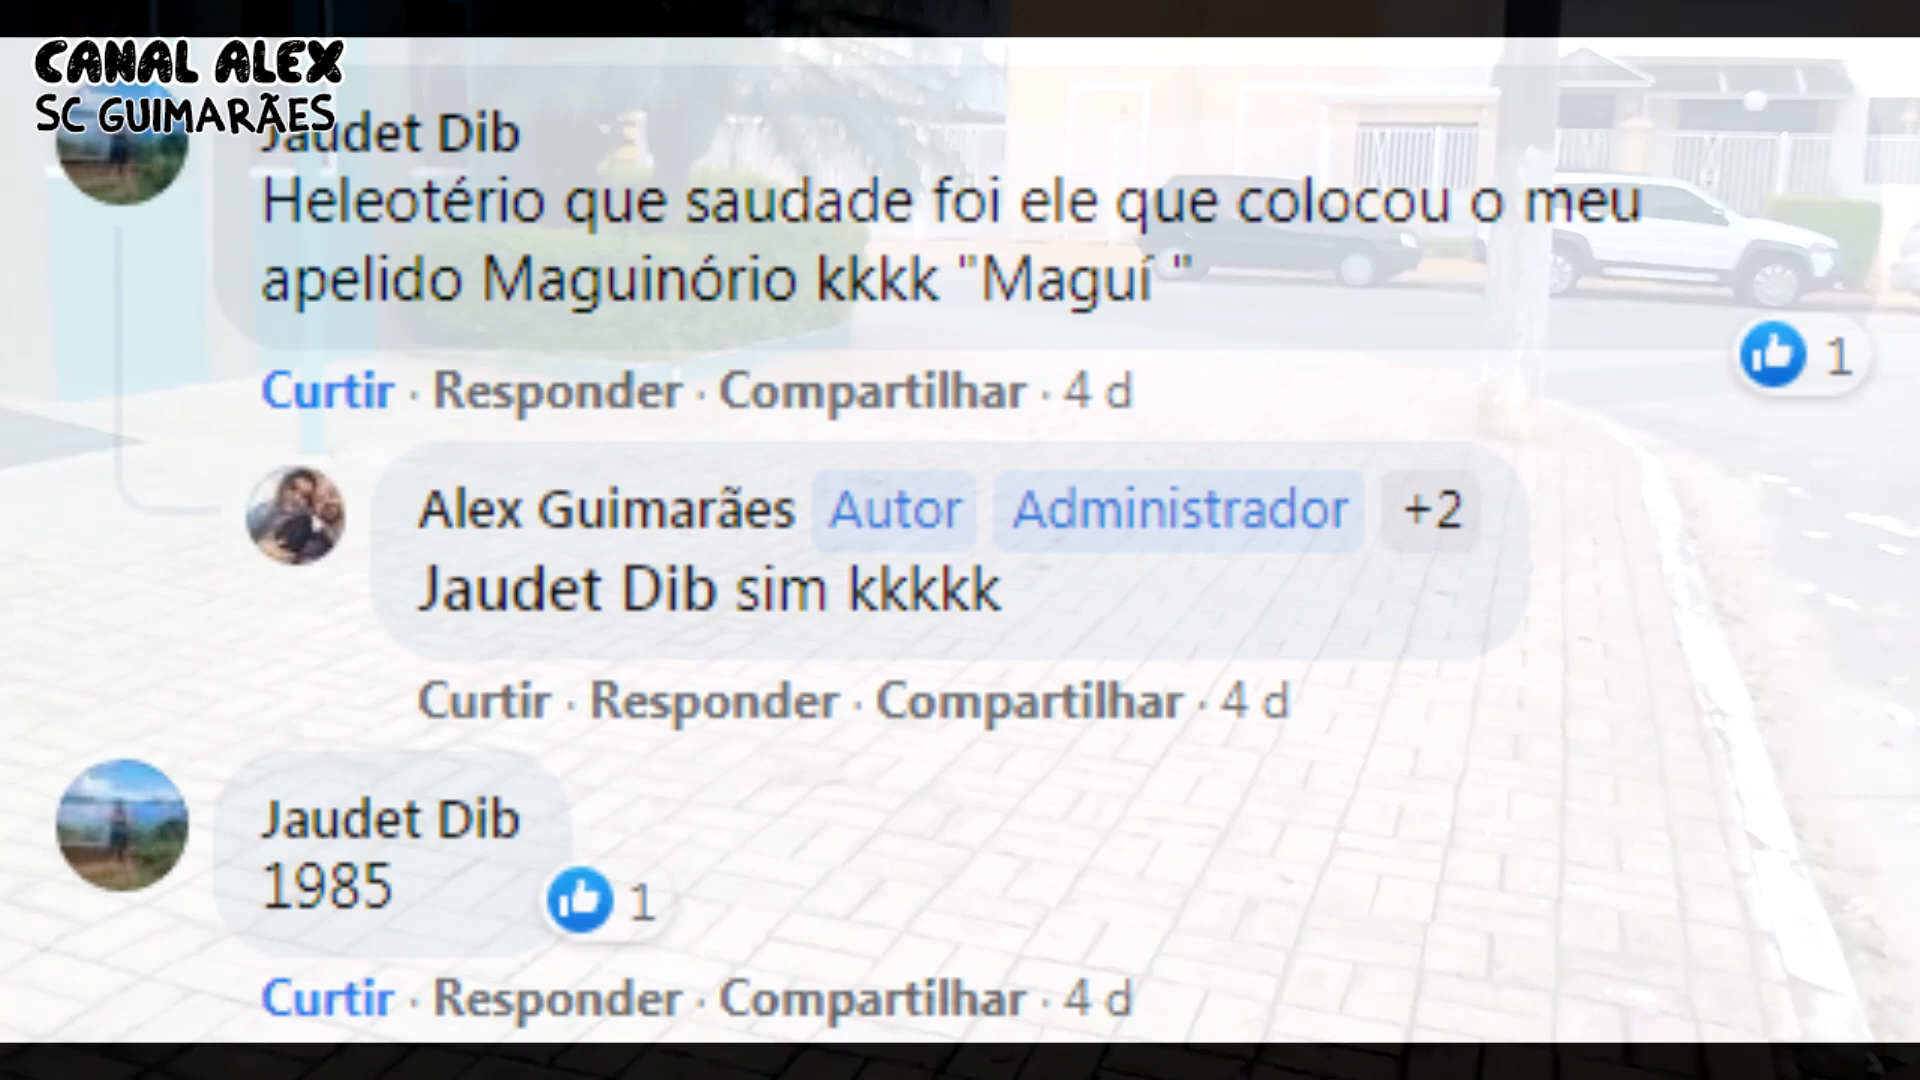 CANAL ALEX
SC GUIMARÃES
Jaudet Dib
Heleotério que saudade foi ele que colocou o meu
apelido Maguinório kkkk "Maguí "
1
Curtir · Responder · Compartilhar · 4 d
Alex Guimarães Autor Administrador +2
Jaudet Dib sim kkkkk
Curtir · Responder · Compartilhar · 4 d
Jaudet Dib
1985
1
Curtir · Responder · Compartilhar · 4 d